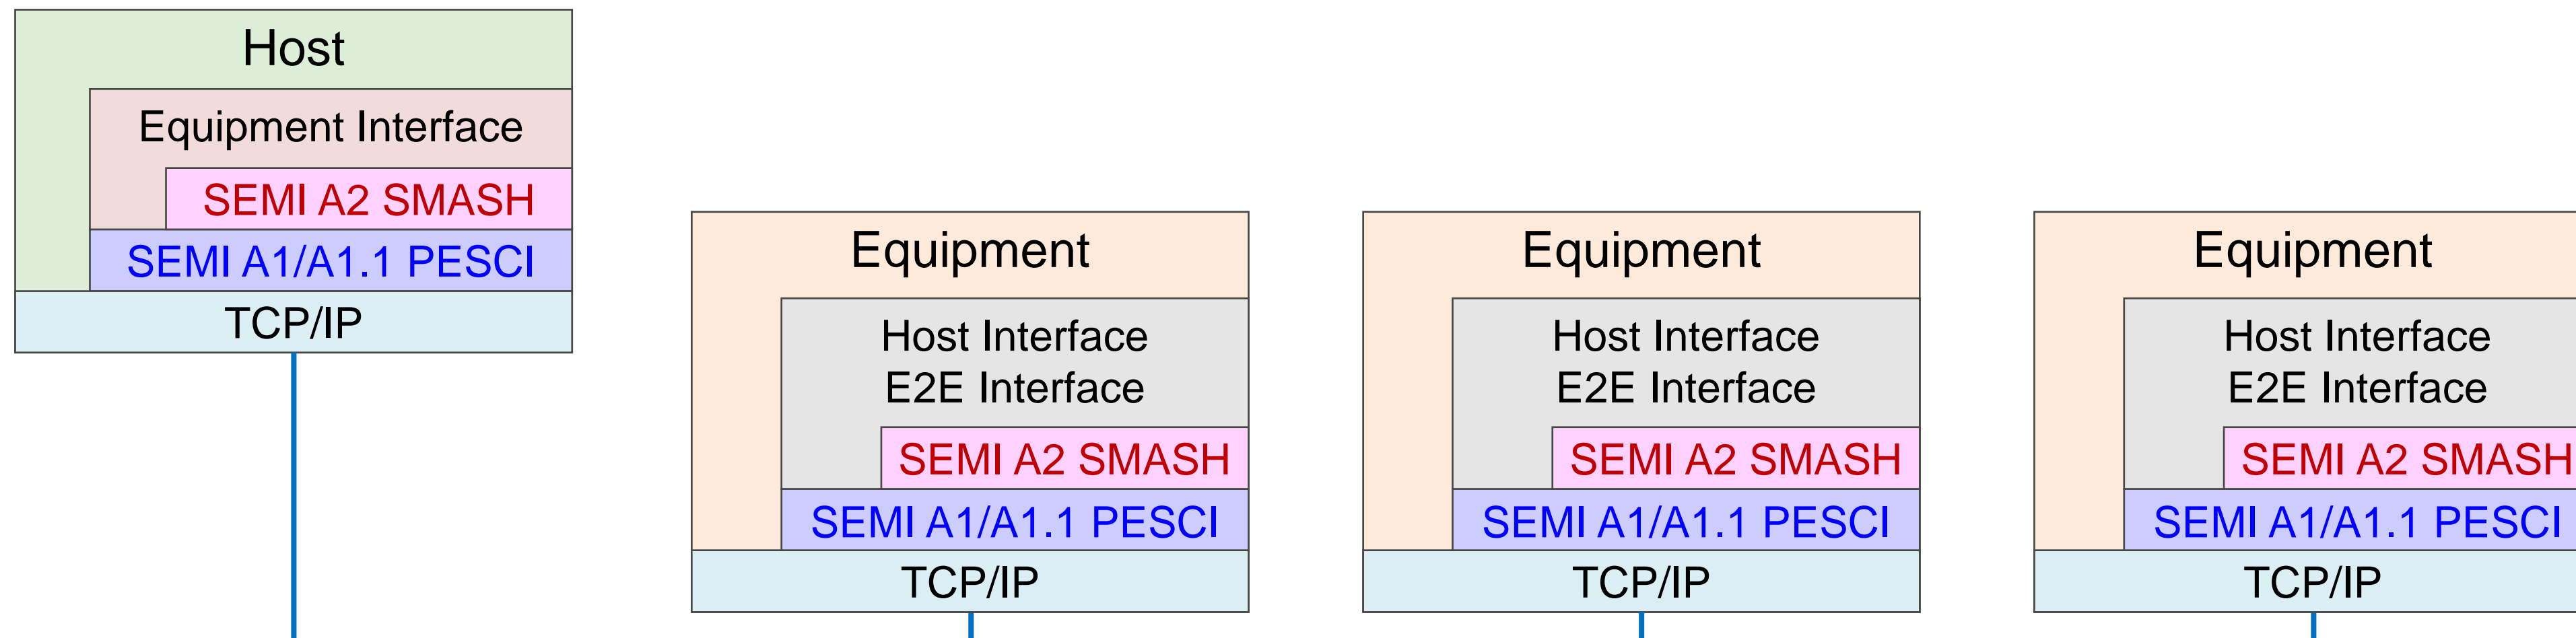 Host
Equipment Interface
SEMI A2 SMASH
SEMI A1/A1.1 PESCI
TCP/IP
Equipment
Host Interface
E2E Interface
SEMI A2 SMASH
SEMI A1/A1.1 PESCI
TCP/IP
Equipment
Host Interface
E2E Interface
SEMI A2 SMASH
SEMI A1/A1.1 PESCI
TCP/IP
Equipment
Host Interface
E2E Interface
SEMI A2 SMASH
SEMI A1/A1.1 PESCI
TCP/IP